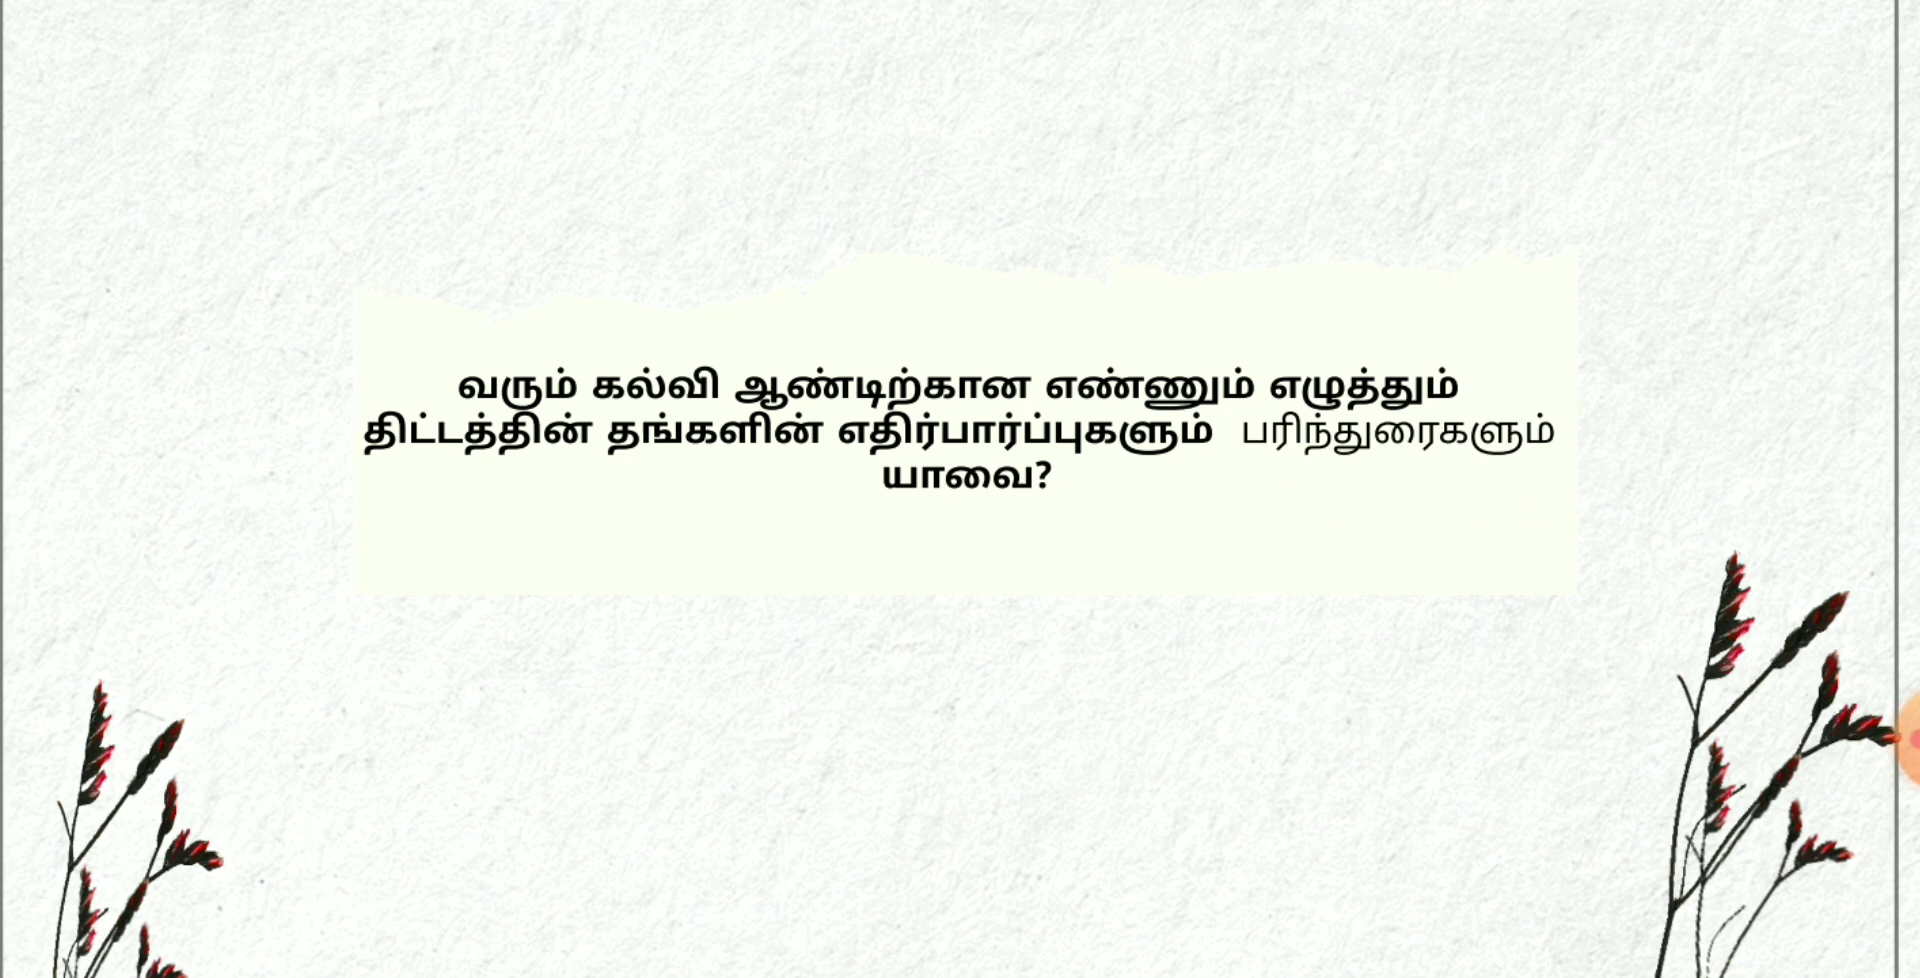 வரும் கல்வி ஆண்டிற்கான எண்ணும் எழுத்தும்
திட்டத்தின் தங்களின் எதிர்பார்ப்புகளும் பரிந்துரைகளும்
யாவை?